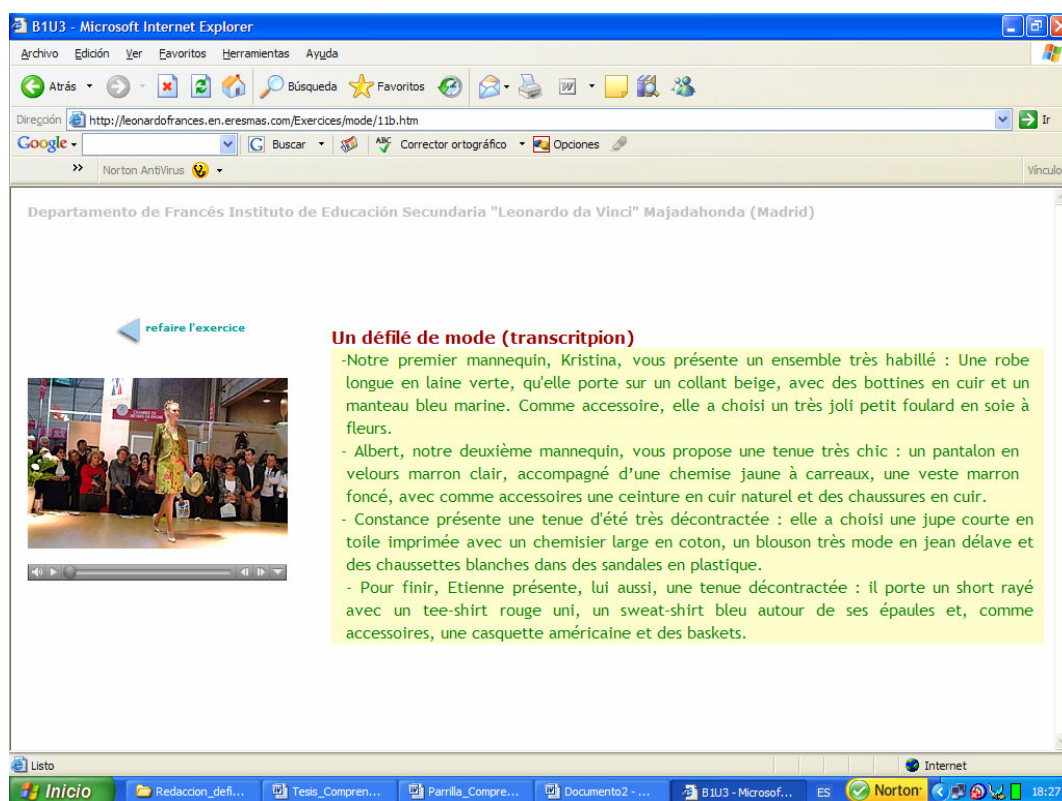 B1U3 - Microsoft Internet Explorer
Archivo Edición Ver Favoritos Herramientas Ayuda
Atrás Búsqueda Favoritos
Dirección http://leonardofrances.en.eresmas.com/Exercices/mode/11b.htm Ir
Google Buscar ABC Corrector ortográfico Opciones
Norton AntiVirus Vínculo
Departamento de Francés Instituto de Educación Secundaria "Leonardo da Vinci" Majadahonda (Madrid)
refaire l'exercice
Un défilé de mode (transcritpion)
-Notre premier mannequin, Kristina, vous présente un ensemble très habillé : Une robe
longue en laine verte, qu'elle porte sur un collant beige, avec des bottines en cuir et un
manteau bleu marine. Comme accessoire, elle a choisi un très joli petit foulard en soie à
fleurs.
- Albert, notre deuxième mannequin, vous propose une tenue très chic : un pantalon en
velours marron clair, accompagné d'une chemise jaune à carreaux, une veste marron
foncé, avec comme accessoires une ceinture en cuir naturel et des chaussures en cuir.
- Constance présente une tenue d'été très décontractée : elle a choisi une jupe courte en
toile imprimée avec un chemisier large en coton, un blouson très mode en jean délave et
des chaussettes blanches dans des sandales en plastique.
- Pour finir, Etienne présente, lui aussi, une tenue décontractée : il porte un short rayé
avec un tee-shirt rouge uni, un sweat-shirt bleu autour de ses épaules et, comme
accessoires, une casquette américaine et des baskets.
Listo Internet
Inicio Redaccion_defi... Tesis_Compren... Parrilla_Compre... Documento2 - ... B1U3 - Microsof... ES Norton 18:27